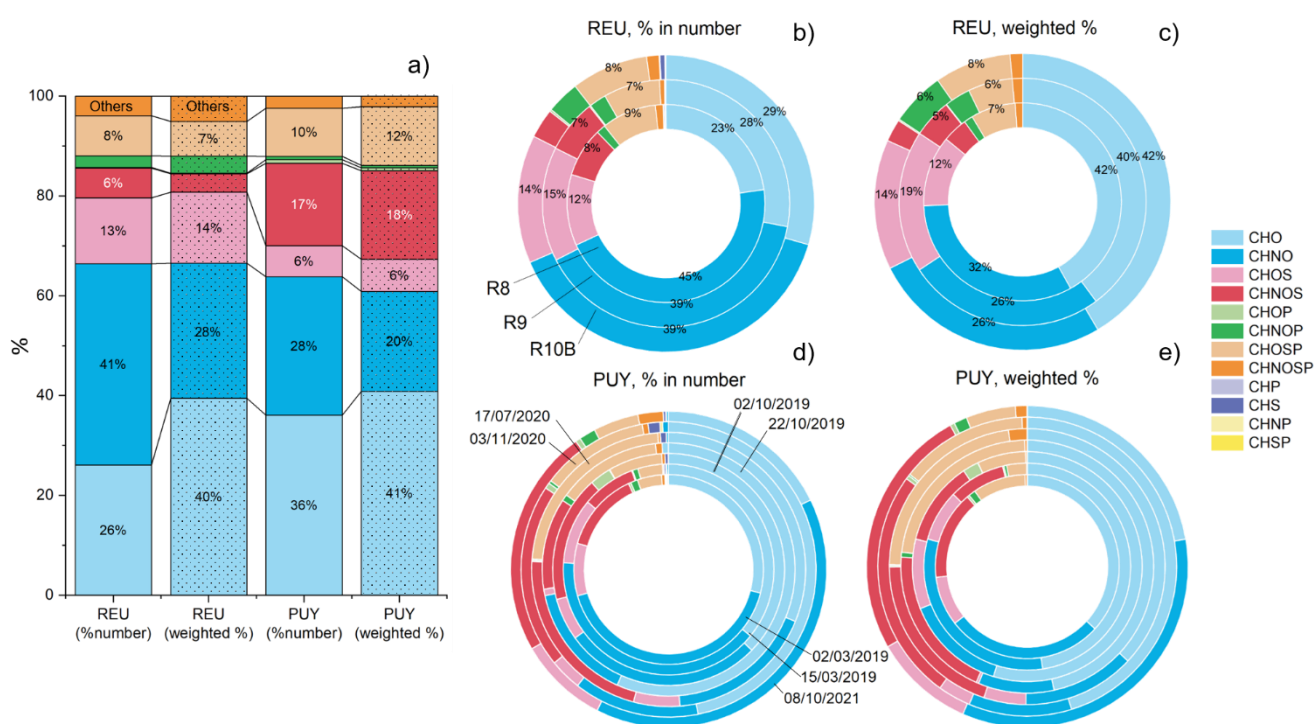 a)
%
100
80
60
40
20
0
Others
8%
6%
13%
41%
26%
Others
7%
14%
28%
40%
10%
17%
6%
28%
36%
12%
18%
6%
20%
41%
REU
(%number)
REU
(weighted %)
PUY
(%number)
PUY
(weighted %)
REU, % in number
b)
8%
7%
9%
7%
8%
14%
15%
12%
23%
28%
29%
45%
39%
39%
R8
R9
R10B
REU, weighted %
c)
8%
6%
7%
6%
5%
14%
19%
12%
42%
40%
42%
32%
26%
26%
PUY, % in number
d)
17/07/2020
03/11/2020
02/10/2019
22/10/2019
02/03/2019
15/03/2019
08/10/2021
PUY, weighted %
e)
CHO
CHNO
CHOS
CHNOS
CHOP
CHNOP
CHOSP
CHNOSP
CHP
CHS
CHNP
CHSP